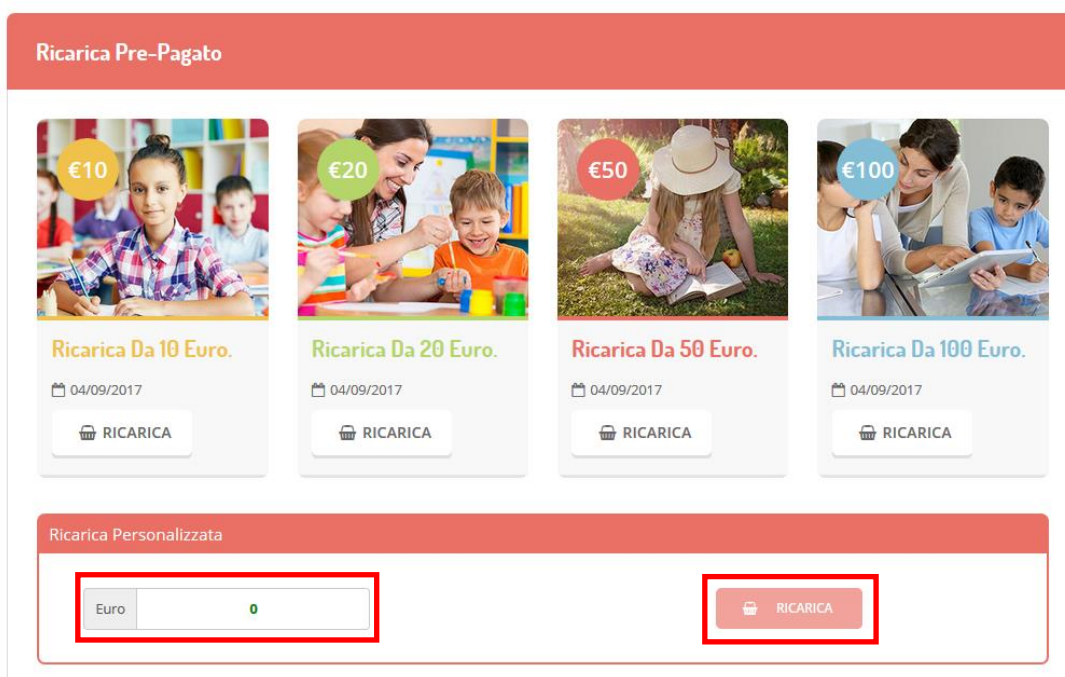 Ricarica Pre-Pagato
€10
€20
€50
€100
Ricarica Da 10 Euro.
Ricarica Da 20 Euro.
Ricarica Da 50 Euro.
Ricarica Da 100 Euro.
04/09/2017
04/09/2017
04/09/2017
04/09/2017
RICARICA
RICARICA
RICARICA
RICARICA
Ricarica Personalizzata
Euro 0
RICARICA